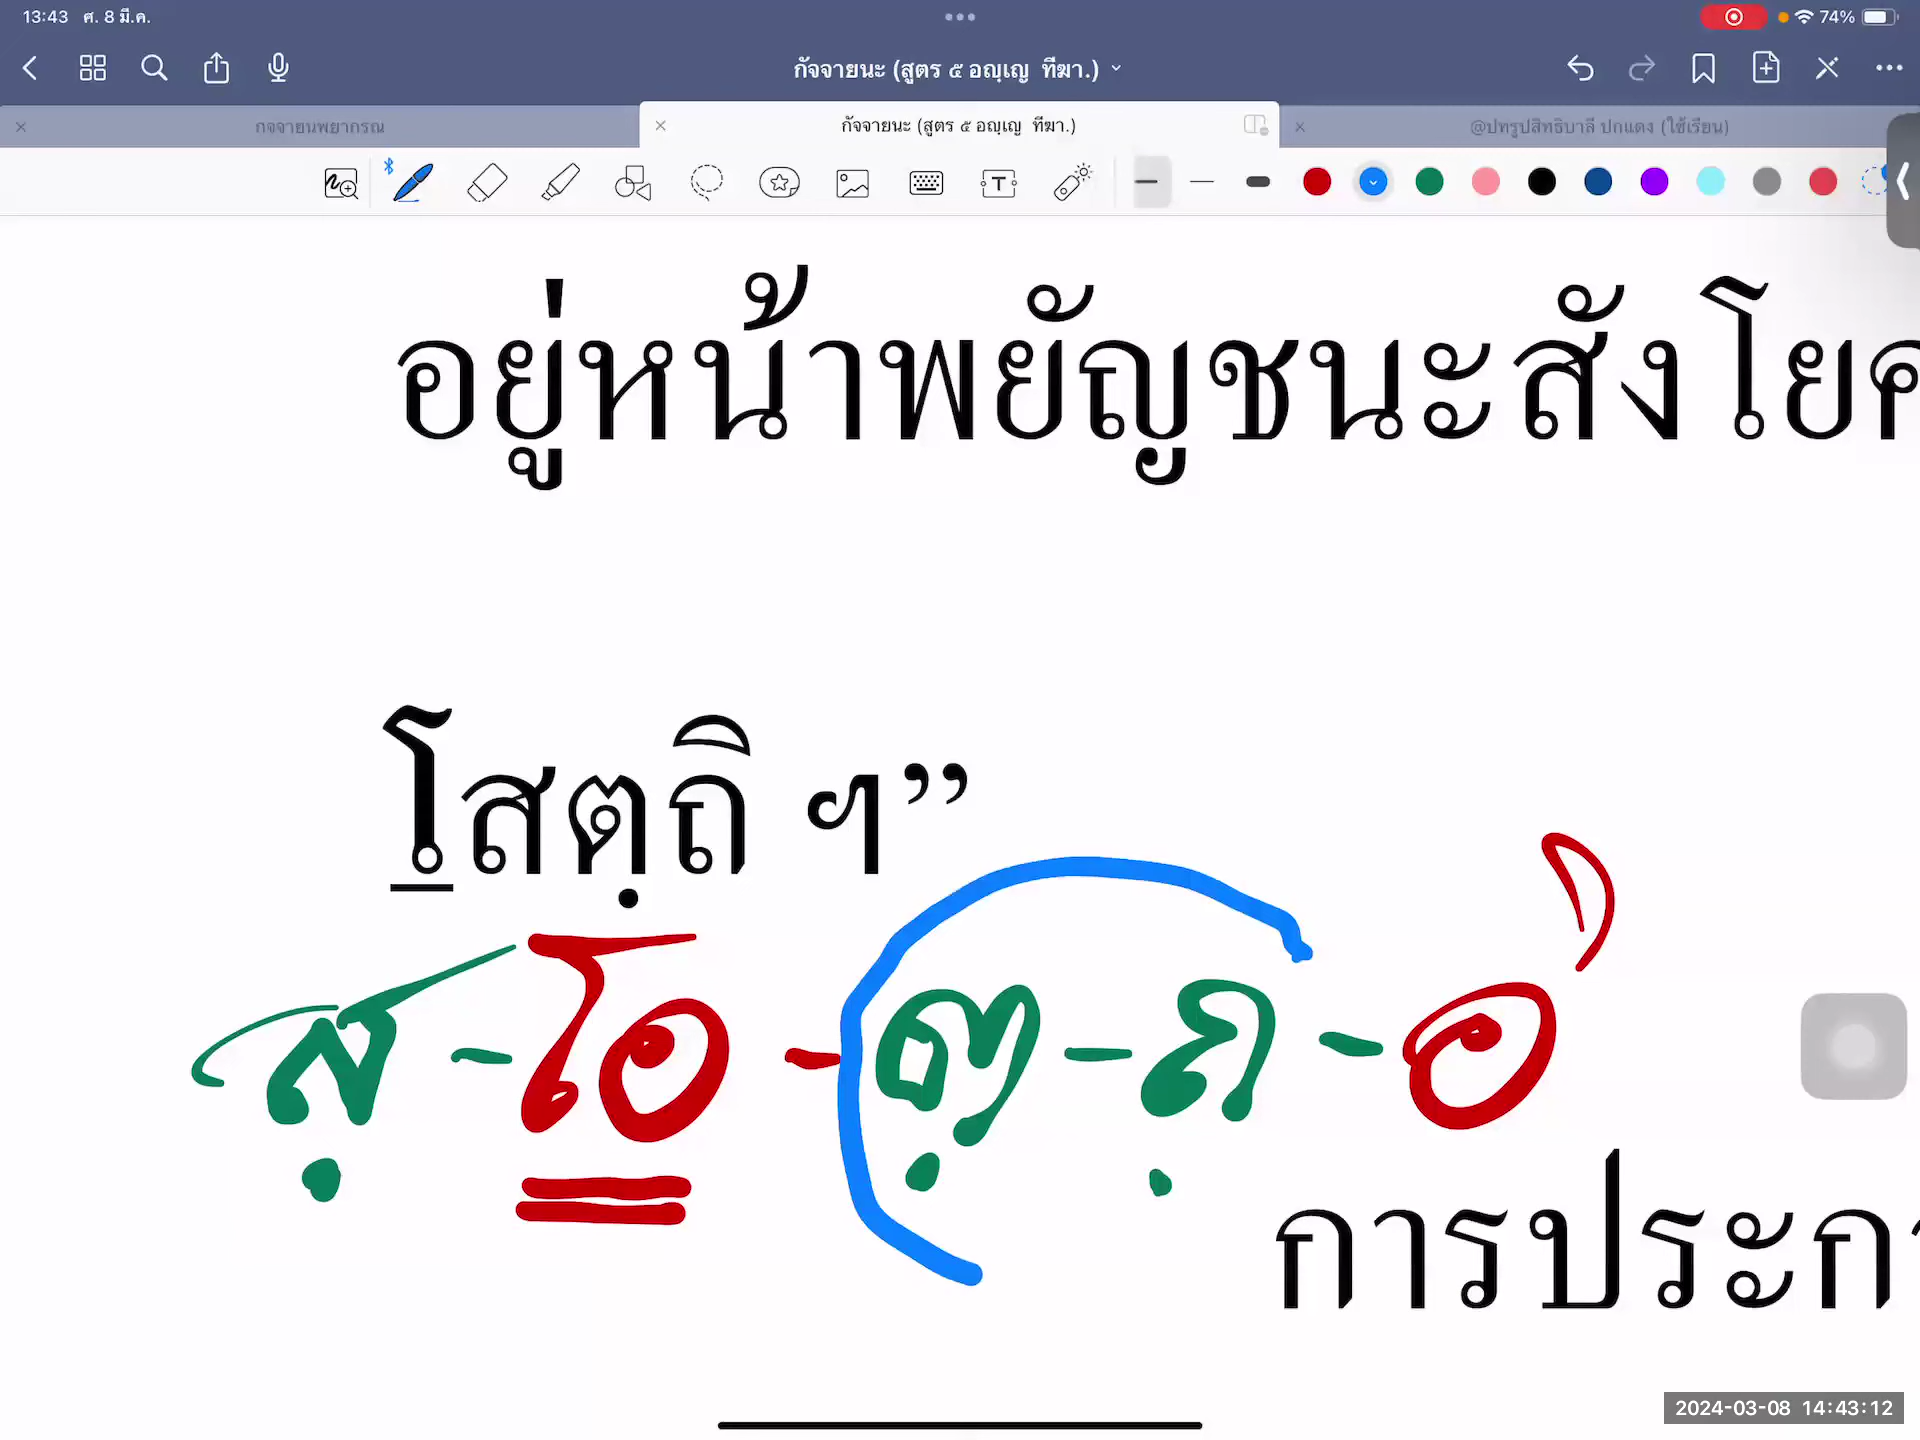 13:43 ศ. 8 มี.ค.
74%
กัจจายนะ (สูตร ๕ อญฺเญ ทีฆา.)
กจจายนพยากรณ
กัจจายนะ (สูตร ๕ อญฺเญ ทีฆา.)
@ปทรูปสิทธิบาลี ปกแดง (ใช้เรียน)
อยู่หน้าพยัญชนะสังโยค
โสตฺถิ ฯ”
สฺ - โอ - ตฺ - ถฺ - อิ
การประกา
2024-03-08 14:43:12